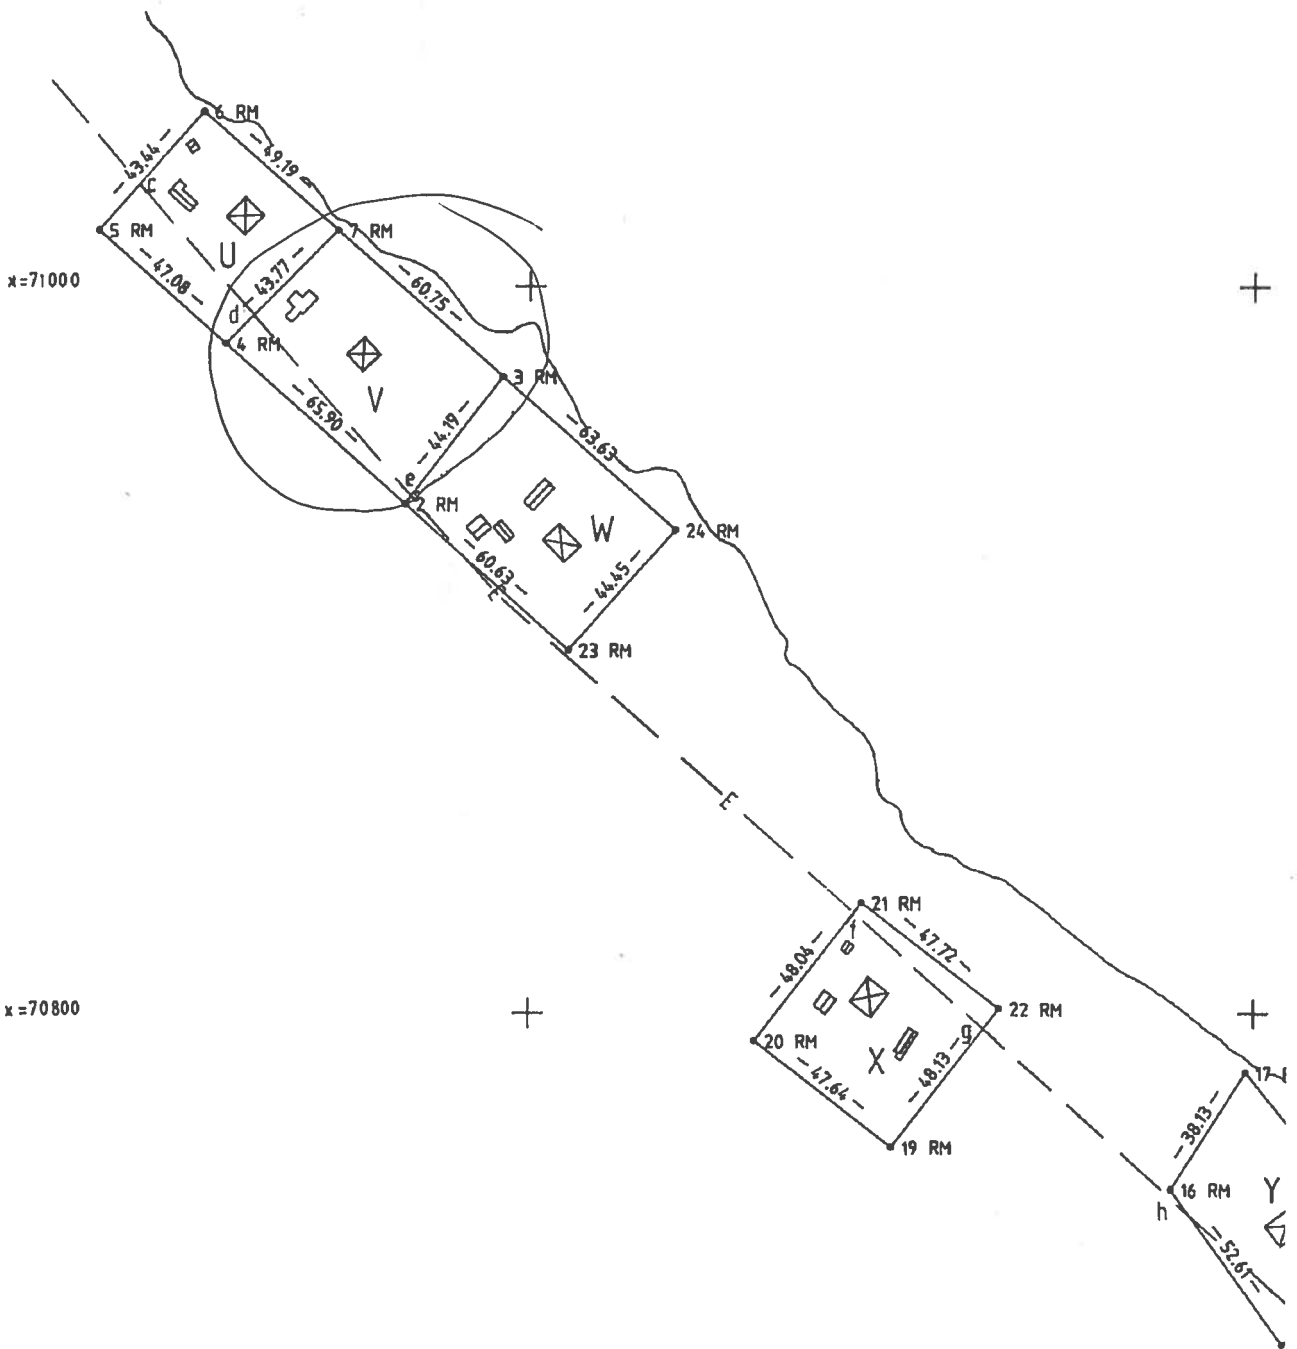 6 RM
43.44
49.19
c
5 RM
7 RM
U
47.08
43.77
x=71000
60.75
d
4 RM
3 RM
V
65.90
44.19
63.63
e
2 RM
W
24 RM
60.63
44.45
E
23 RM
E
21 RM
f
47.72
48.04
x=70800
22 RM
g
20 RM
X
48.13
47.64
17
38.13
19 RM
16 RM
Y
h
52.61